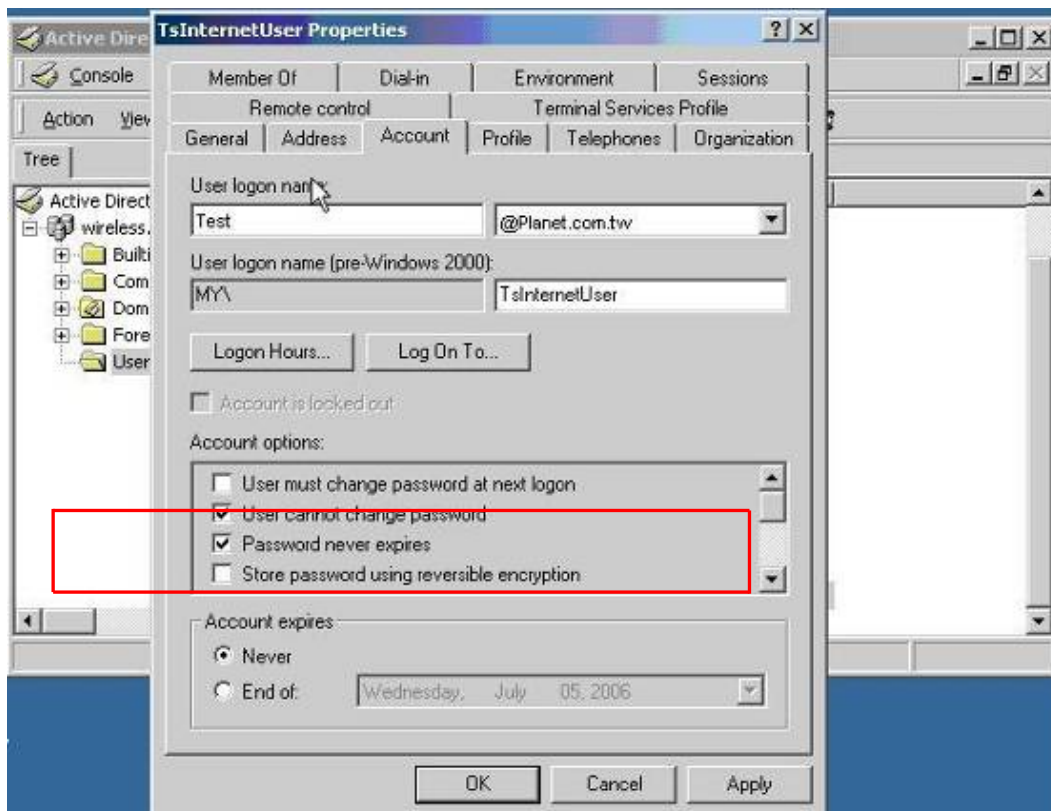 Active Dire
TsInternetUser Properties
Console
Action
Tree
Active Direct
wireless.
Builti
Com
Dom
Fore
User
Member Of Dial-in Environment Sessions
Remote control Terminal Services Profile
General Address Account Profile Telephones Organization
User logon name:
Test @Planet.com.tw
User logon name (pre-Windows 2000):
MY\ TsInternetUser
Logon Hours... Log On To...
Account is locked out
Account options:
User must change password at next logon
User cannot change password
Password never expires
Store password using reversible encryption
Account expires
Never
End of: Wednesday, July 05, 2006
OK Cancel Apply